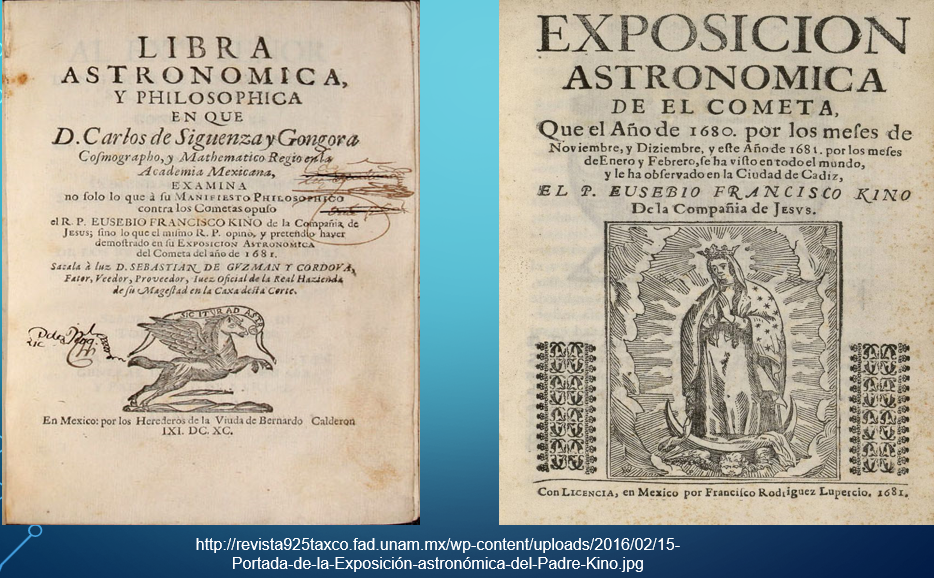 LIBRA
ASTRONOMICA,
Y PHILOSOPHICA
EN QUE
D. Carlos de Siguenza y Gongora
Cosmographo, y Mathematico Regio en la
Academia Mexicana,
EXAMINA
no solo lo que à su MANIFIESTO PHILOSOPHICO
contra los Cometas opuso
el R. P. EUSEBIO FRANCISCO KINO de la Compañia de
JESUS; sino lo que el mismo R. P. opinò, y pretendio haver
demostrado en su EXPOSICION ASTRONOMICA
del Cometa del año de 1681.
Sacala à luz D. SEBASTIAN DE GVZMAN Y CORDOVA,
Fator, Veedor, Proveedor, Iuez Oficial de la Real Hazienda
de su Magestad en la Caxa desta Corte.
SIC ITUR AD ASTRA
En Mexico: por los Herederos de la Viuda de Bernardo Calderon
IXI. DC. XC.
EXPOSICION
ASTRONOMICA
DE EL COMETA,
Que el Año de 1680. por los meses de
Noviembre, y Diziembre, y este Año de 1681. por los meses
de Enero y Febrero, se ha visto en todo el mundo,
y le ha observado en la Ciudad de Cadiz,
EL P. EUSEBIO FRANCISCO KINO
De la Compañia de JESVS.
Con LICENCIA, en Mexico por Francisco Rodriguez Lupercio. 1681.
http://revista925taxco.fad.unam.mx/wp-content/uploads/2016/02/15-
Portada-de-la-Exposición-astronómica-del-Padre-Kino.jpg